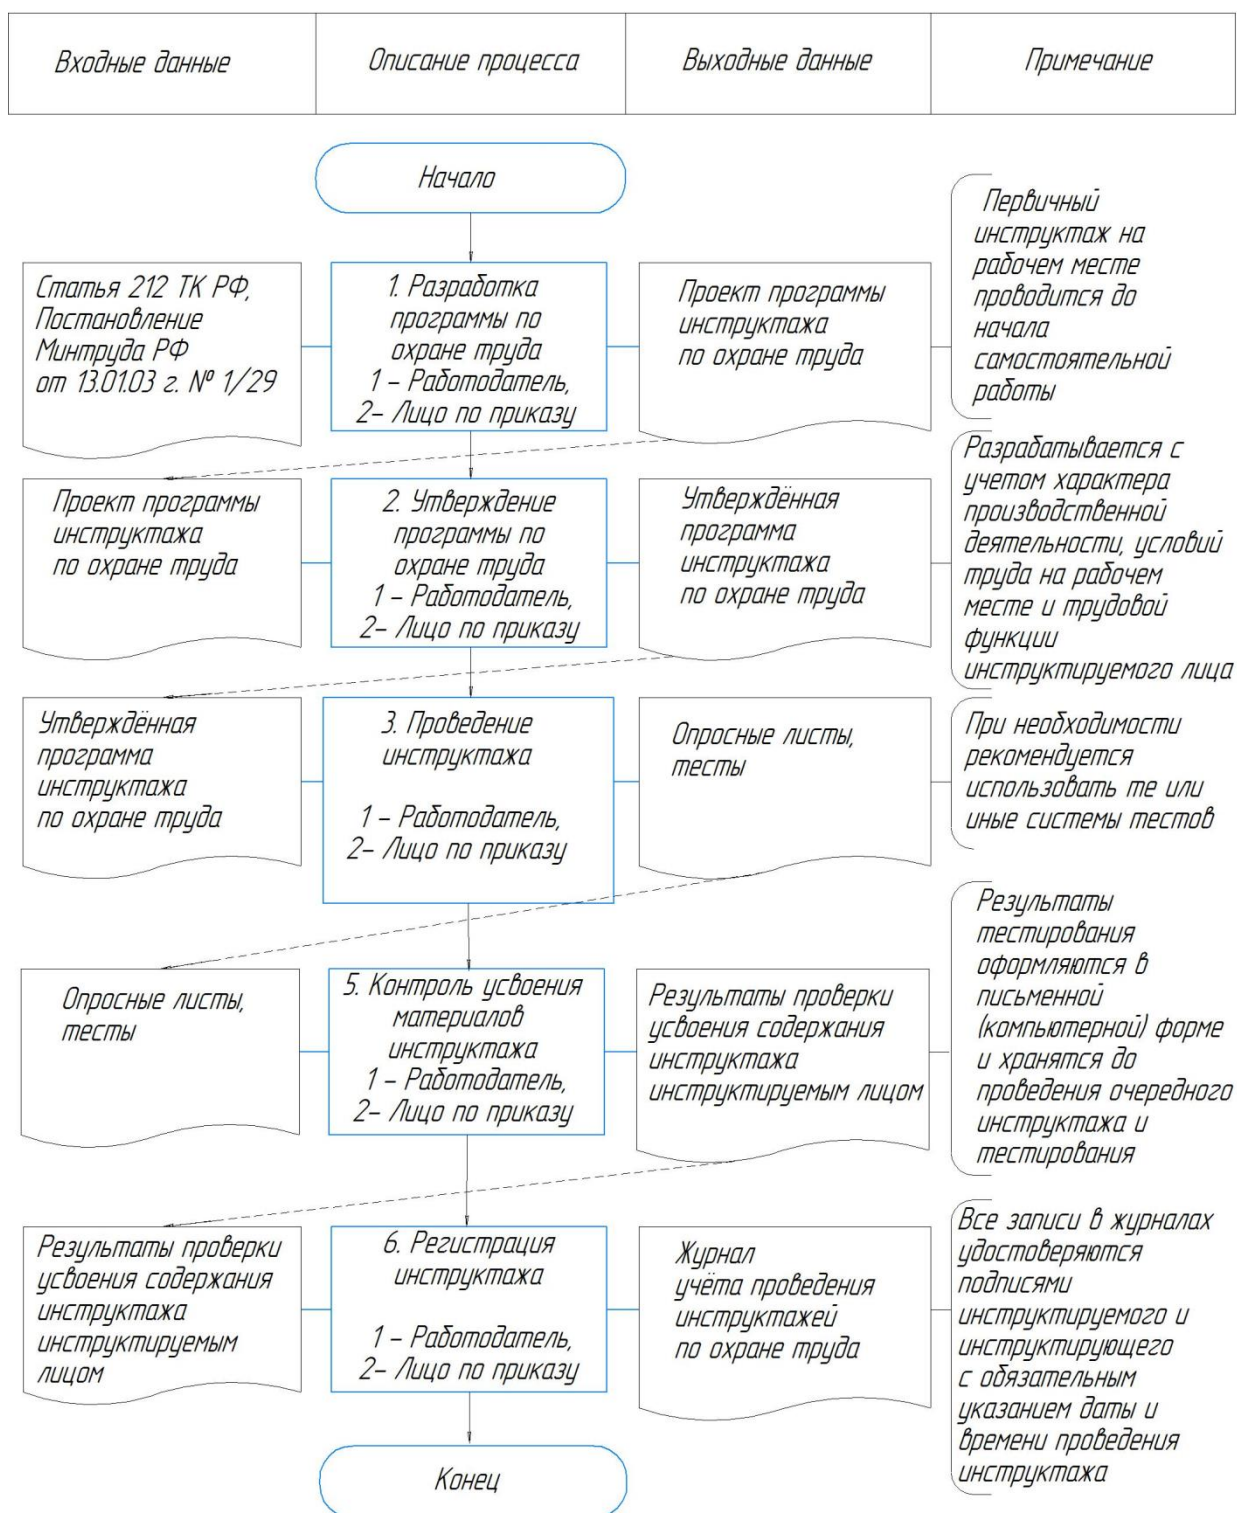 Входные данные
Описание процесса
Выходные данные
Примечание
Начало
Первичный
инструктаж на
рабочем месте
проводится до
начала
самостоятельной
работы
Статья 212 ТК РФ,
Постановление
Минтруда РФ
от 13.01.03 г. № 1/29
1. Разработка
программы по
охране труда
1 – Работодатель,
2– Лицо по приказу
Проект программы
инструктажа
по охране труда
Проект программы
инструктажа
по охране труда
2. Утверждение
программы по
охране труда
1 – Работодатель,
2– Лицо по приказу
Утверждённая
программа
инструктажа
по охране труда
Разрабатывается с
учетом характера
производственной
деятельности, условий
труда на рабочем
месте и трудовой
функции
инструктируемого лица
Утверждённая
программа
инструктажа
по охране труда
3. Проведение
инструктажа
1 – Работодатель,
2– Лицо по приказу
Опросные листы,
тесты
При необходимости
рекомендуется
использовать те или
иные системы тестов
Опросные листы,
тесты
5. Контроль усвоения
материалов
инструктажа
1 – Работодатель,
2– Лицо по приказу
Результаты проверки
усвоения содержания
инструктажа
инструктируемым лицом
Результаты
тестирования
оформляются в
письменной
(компьютерной) форме
и хранятся до
проведения очередного
инструктажа и
тестирования
Результаты проверки
усвоения содержания
инструктажа
инструктируемым
лицом
6. Регистрация
инструктажа
1 – Работодатель,
2– Лицо по приказу
Журнал
учёта проведения
инструктажей
по охране труда
Все записи в журналах
удостоверяются
подписями
инструктируемого и
инструктирующего
с обязательным
указанием даты и
времени проведения
инструктажа
Конец